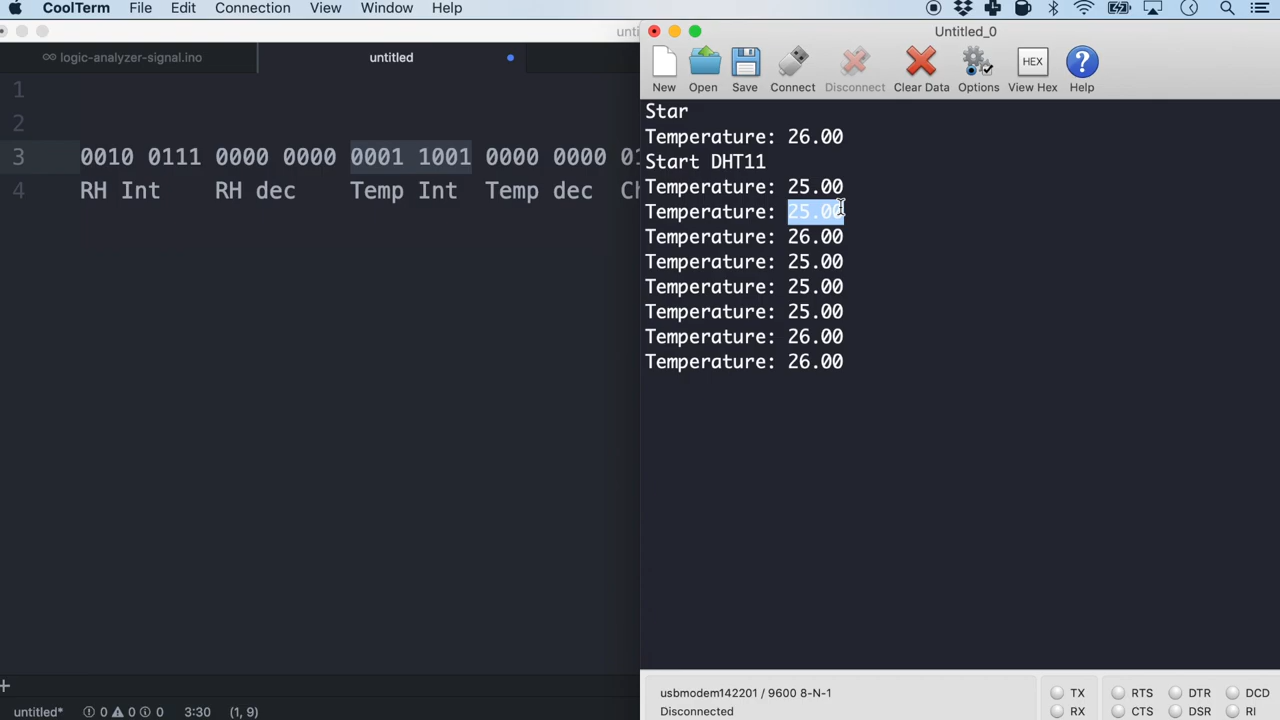 CoolTerm File Edit Connection View Window Help
unti
Untitled_0
logic-analyzer-signal.ino
untitled
New Open Save Connect Disconnect Clear Data Options View Hex Help
HEX
1
2
3 0010 0111 0000 0000 0001 1001 0000 0000 01
4 RH Int RH dec Temp Int Temp dec Ch
Star
Temperature: 26.00
Start DHT11
Temperature: 25.00
Temperature: 25.00
Temperature: 26.00
Temperature: 25.00
Temperature: 25.00
Temperature: 25.00
Temperature: 26.00
Temperature: 26.00
untitled* 0 0 0 3:30 (1, 9)
usbmodem142201 / 9600 8-N-1
Disconnected
TX RTS DTR DCD
RX CTS DSR RI